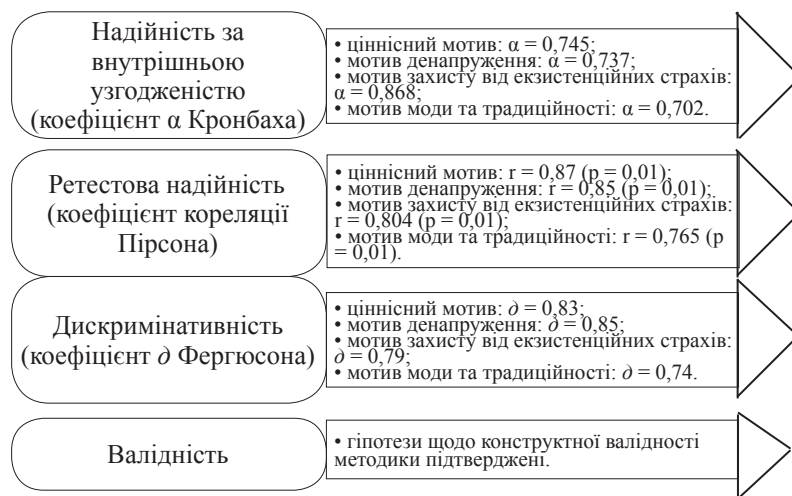 Надійність за
внутрішньою
узгодженістю
(коефіцієнт α Кронбаха)
• ціннісний мотив: α = 0,745;
• мотив денапруження: α = 0,737;
• мотив захисту від екзистенційних страхів:
α = 0,868;
• мотив моди та традиційності: α = 0,702.
Ретестова надійність
(коефіцієнт кореляції
Пірсона)
• ціннісний мотив: r = 0,87 (p = 0,01);
• мотив денапруження: r = 0,85 (p = 0,01);
• мотив захисту від екзистенційних страхів:
r = 0,804 (p = 0,01);
• мотив моди та традиційності: r = 0,765 (p
= 0,01).
Дискримінативність
(коефіцієнт ∂ Фергюсона)
• ціннісний мотив: ∂ = 0,83;
• мотив денапруження: ∂ = 0,85;
• мотив захисту від екзистенційних страхів:
∂ = 0,79;
• мотив моди та традиційності: ∂ = 0,74.
Валідність
• гіпотези щодо конструктної валідності
методики підтверджені.